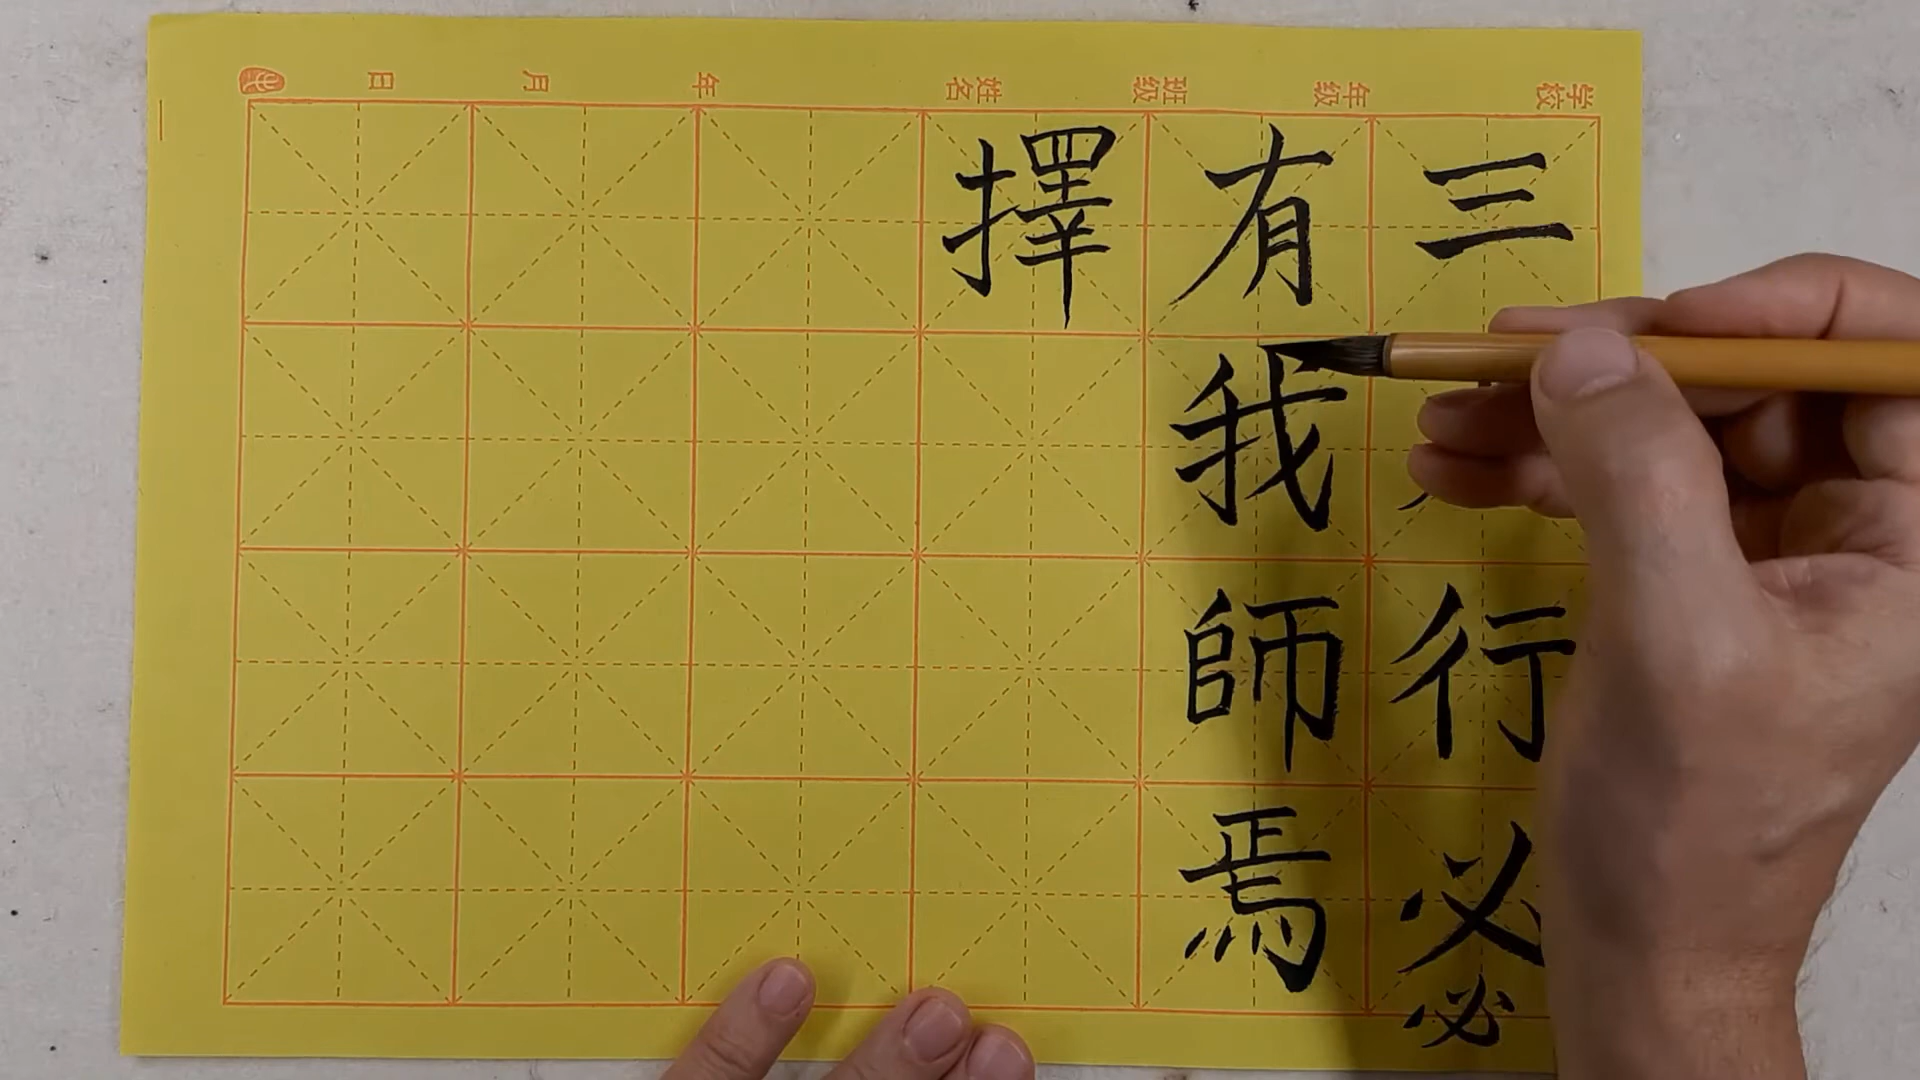 学校 年级 班级 姓名 年 月 日
三行必必
有我師焉
擇